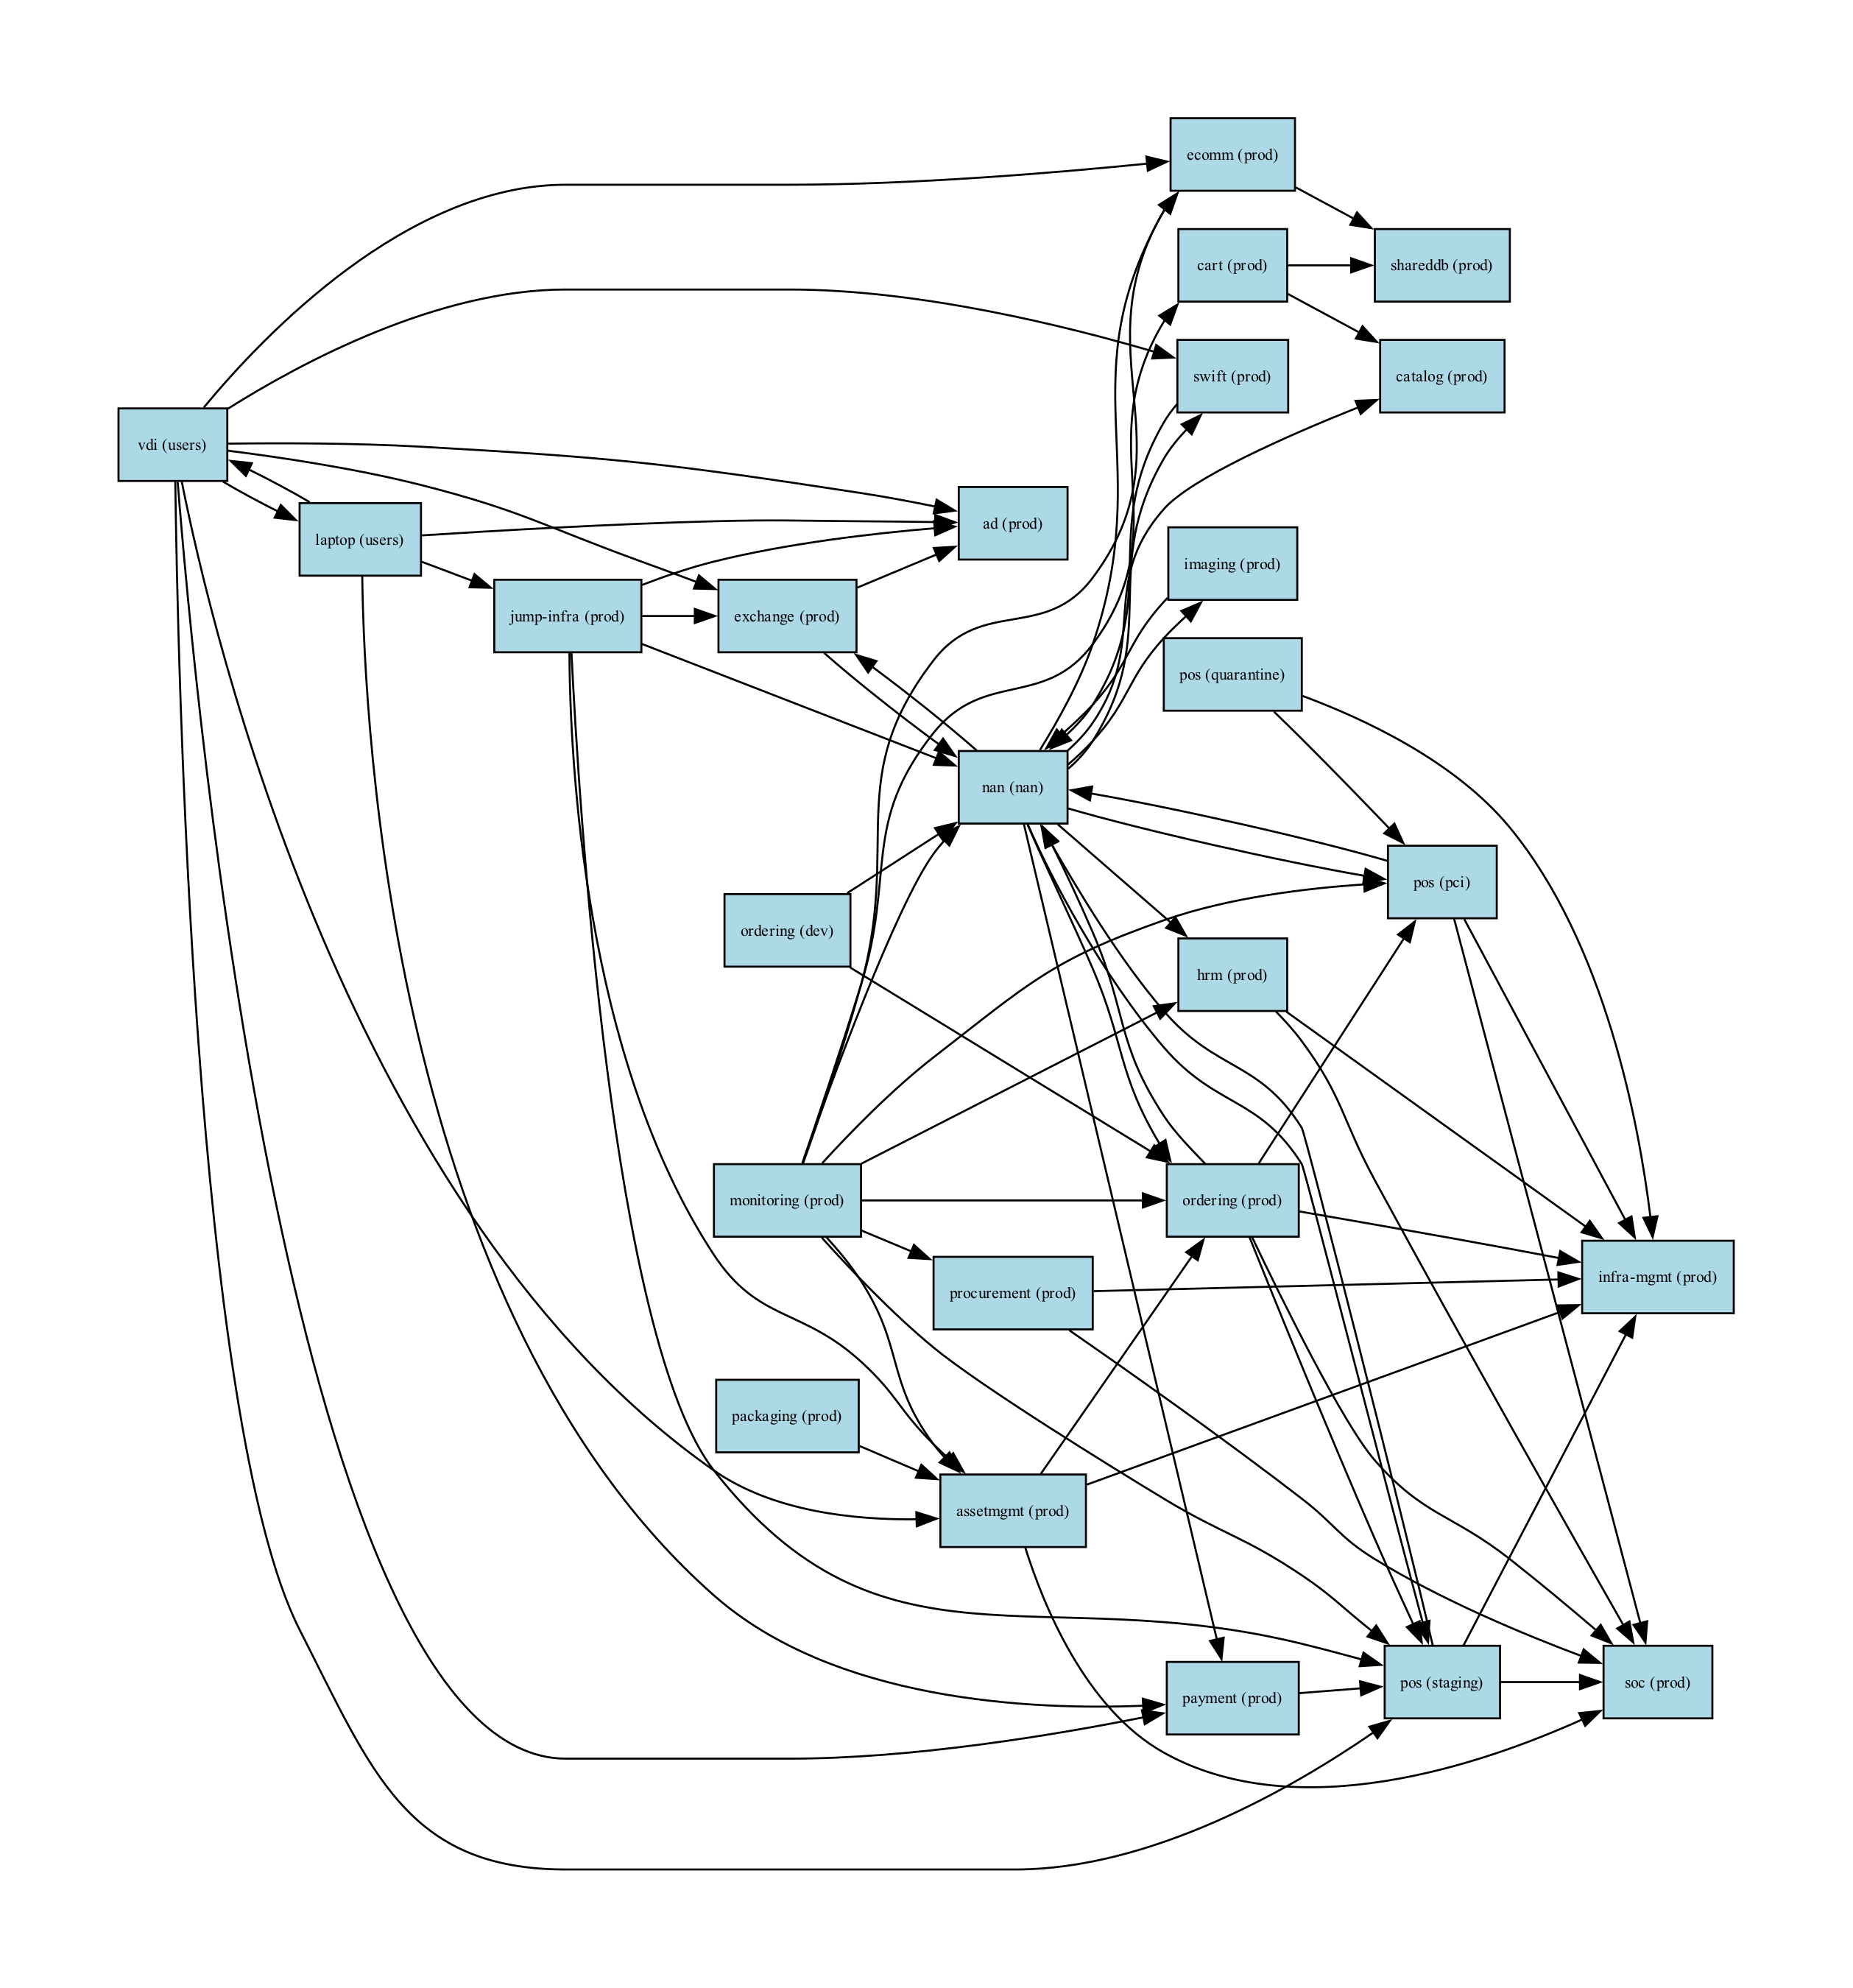 ecomm (prod)
cart (prod)
shareddb (prod)
swift (prod)
catalog (prod)
vdi (users)
laptop (users)
ad (prod)
imaging (prod)
jump-infra (prod)
exchange (prod)
pos (quarantine)
nan (nan)
pos (pci)
ordering (dev)
hrm (prod)
monitoring (prod)
ordering (prod)
infra-mgmt (prod)
procurement (prod)
packaging (prod)
assetmgmt (prod)
payment (prod)
pos (staging)
soc (prod)